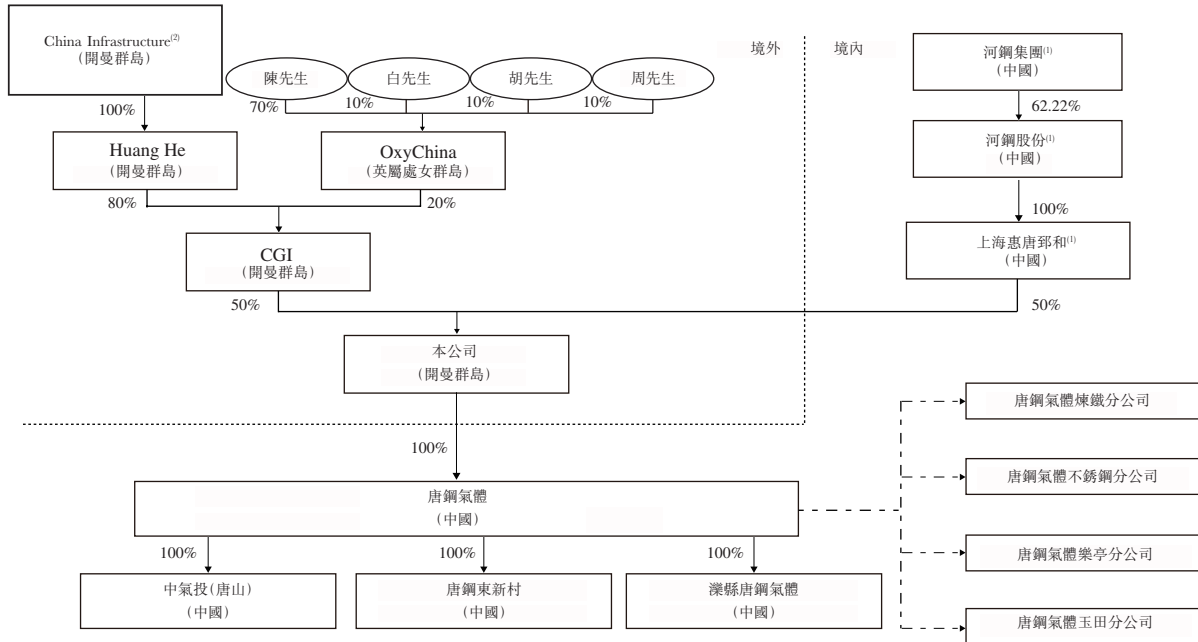 China Infrastructure(2)
(開曼群島)
境外
境內
河鋼集團(1)
(中國)
陳先生
白先生
胡先生
周先生
70%
10%
10%
10%
100%
62.22%
Huang He
(開曼群島)
OxyChina
(英屬處女群島)
河鋼股份(1)
(中國)
80%
20%
100%
CGI
(開曼群島)
上海惠唐郅和(1)
(中國)
50%
50%
本公司
(開曼群島)
100%
唐鋼氣體煉鐵分公司
唐鋼氣體不銹鋼分公司
唐鋼氣體
(中國)
唐鋼氣體樂亭分公司
100%
100%
100%
中氣投(唐山)
(中國)
唐鋼東新村
(中國)
灤縣唐鋼氣體
(中國)
唐鋼氣體玉田分公司